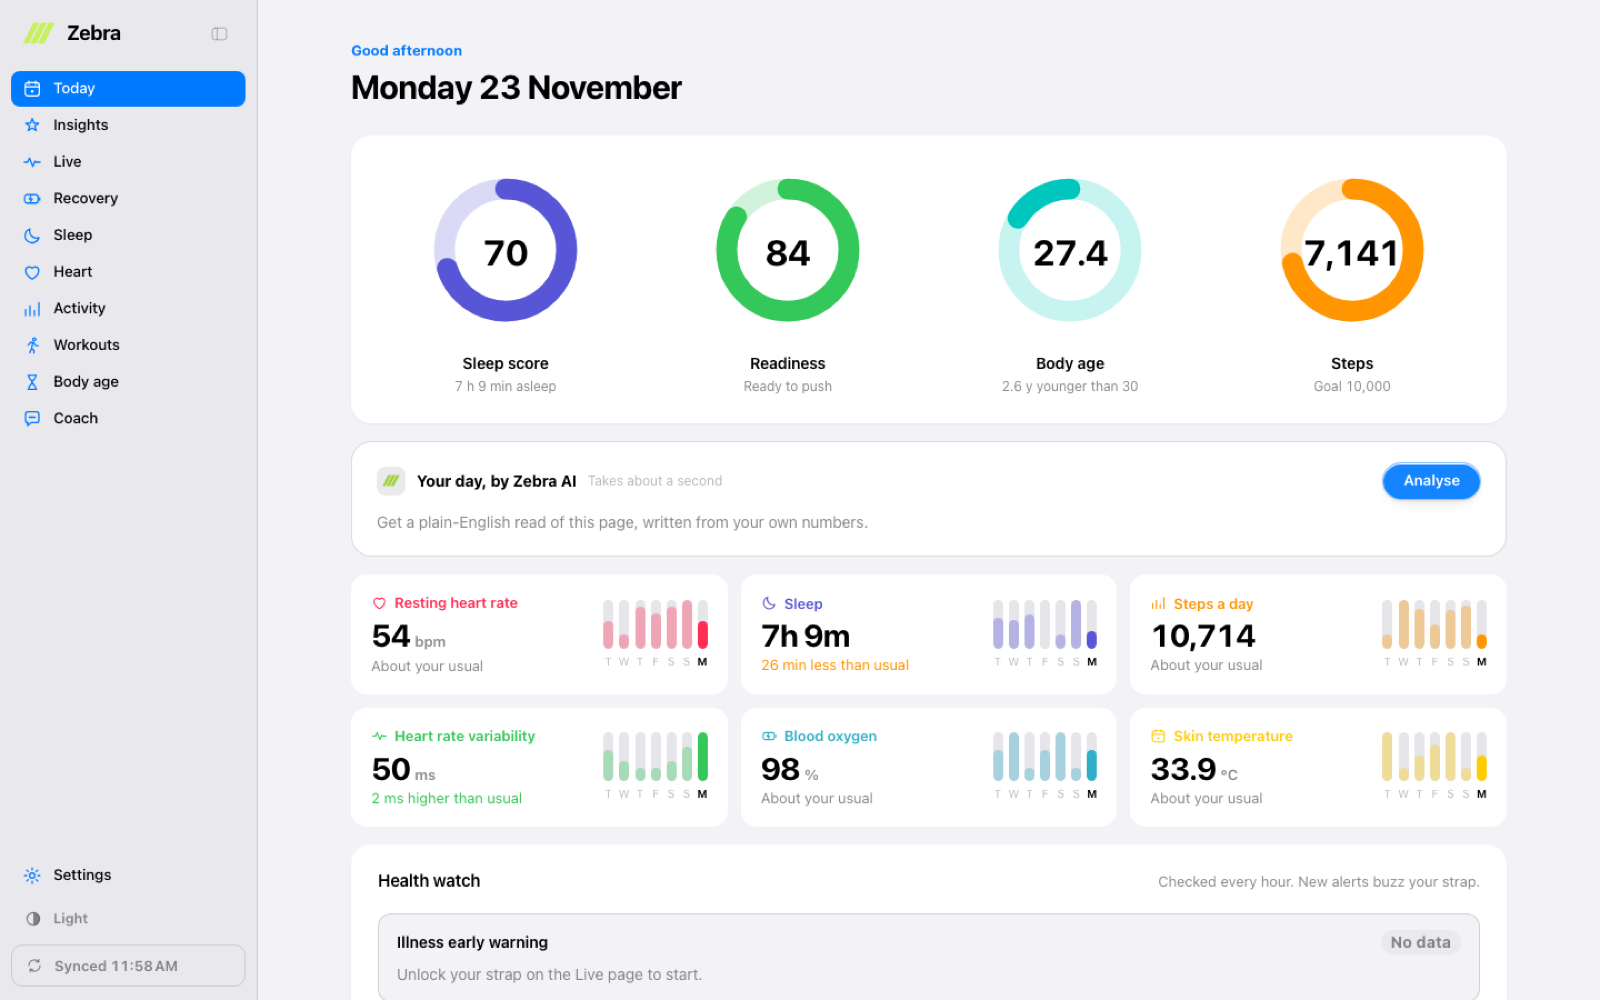 Zebra
Today
Insights
Live
Recovery
Sleep
Heart
Activity
Workouts
Body age
Coach
Settings
Light
Synced 11:58 AM
Good afternoon
Monday 23 November
70
Sleep score
7 h 9 min asleep
84
Readiness
Ready to push
27.4
Body age
2.6 y younger than 30
7,141
Steps
Goal 10,000
Your day, by Zebra AI Takes about a second
Analyse
Get a plain-English read of this page, written from your own numbers.
Resting heart rate
54 bpm
About your usual
T W T F S S M
Sleep
7h 9m
26 min less than usual
T W T F S S M
Steps a day
10,714
About your usual
T W T F S S M
Heart rate variability
50 ms
2 ms higher than usual
T W T F S S M
Blood oxygen
98 %
About your usual
T W T F S S M
Skin temperature
33.9 °C
About your usual
T W T F S S M
Health watch
Checked every hour. New alerts buzz your strap.
Illness early warning
No data
Unlock your strap on the Live page to start.